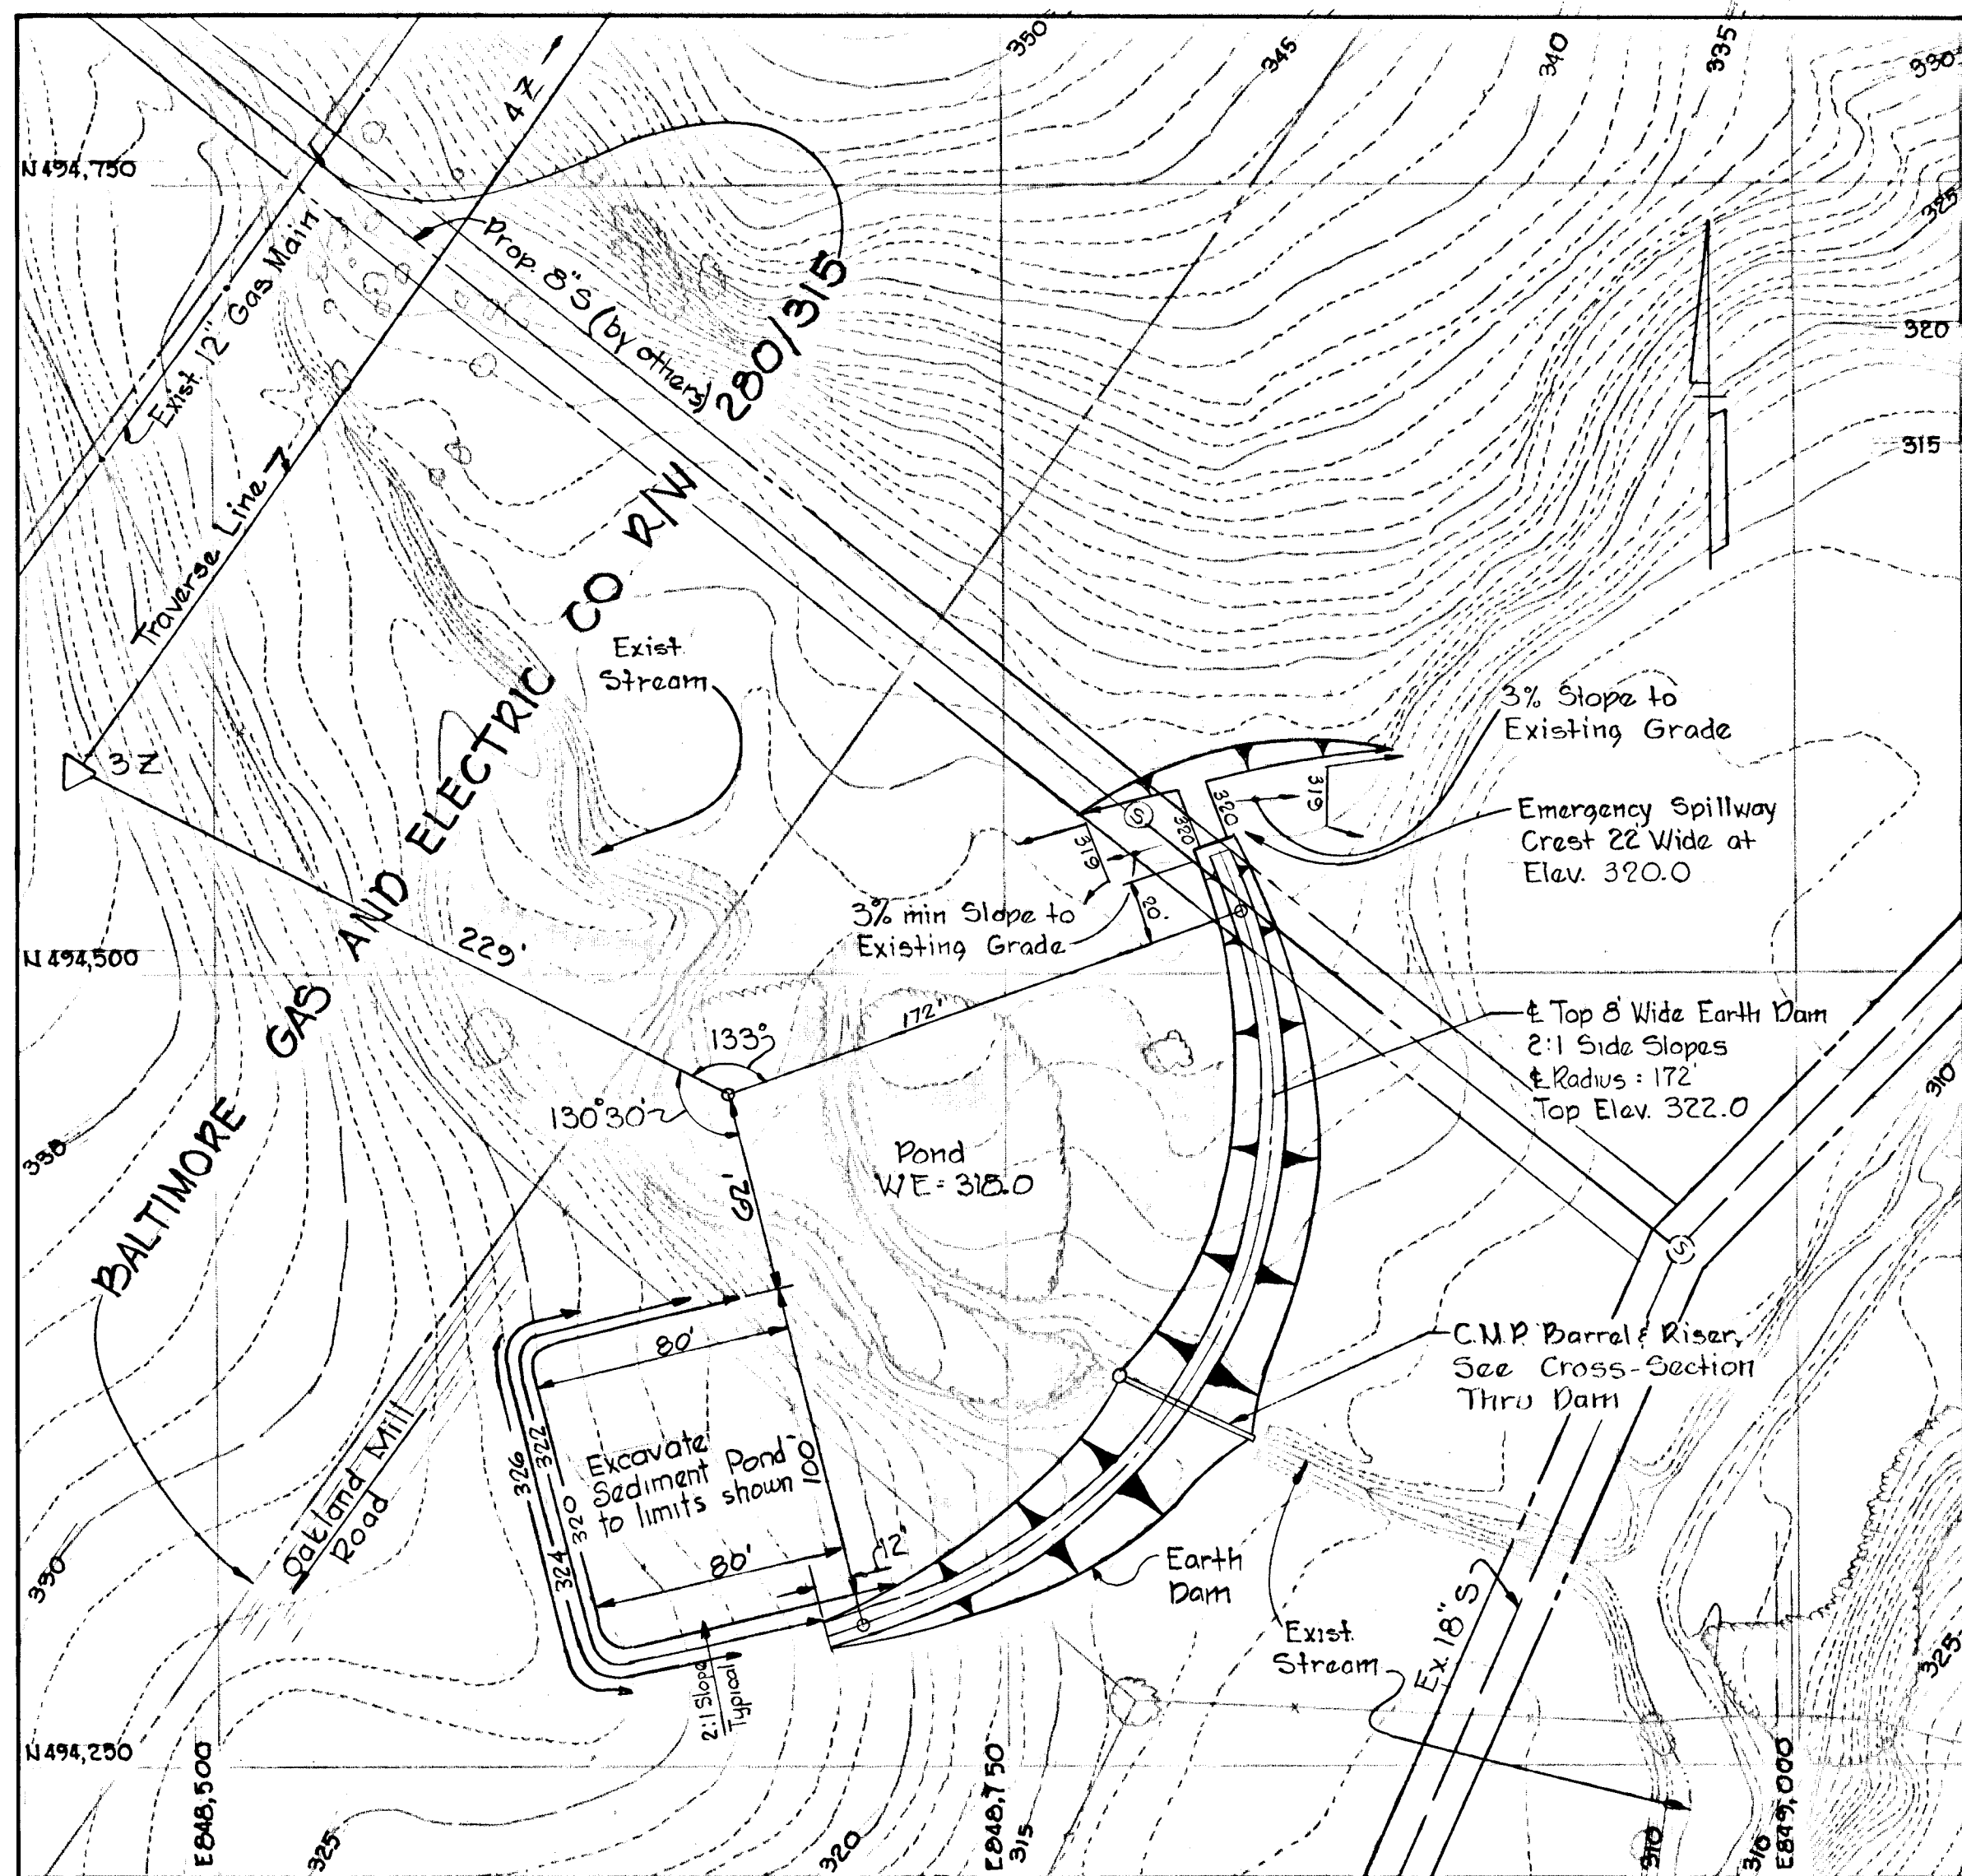 350
345
340
335
330
N 494,750
4 Z
325
Prop. 8" S (by others)
Exist. 12" Gas Main
280/315
320
315
Traverse Line 7
BALTIMORE GAS AND ELECTRIC CO R/W
Exist.
Stream
3 Z
3% Slope to
Existing Grade
319
320
S
320
319
Emergency Spillway
Crest 22' Wide at
Elev. 320.0
20.
3% min Slope to
Existing Grade
229'
N 494,500
172'
133°
130°30'
℄ Top 8' Wide Earth Dam
2:1 Side Slopes
℄ Radius : 172'
Top Elev. 322.0
310
330
Pond
WE = 318.0
62'
S
80'
C.M.P. Barrel & Riser,
See Cross-Section
Thru Dam
Oakland Mill
Road
326
322
324
320
Excavate
Sediment Pond
to limits shown
100
80'
12'
330
Earth
Dam
Exist.
Stream
Ex. 18" S
325
2:1 Slope
Typical
N 494,250
E 848,500
325
320
E 848,750
315
310
310
E 849,000